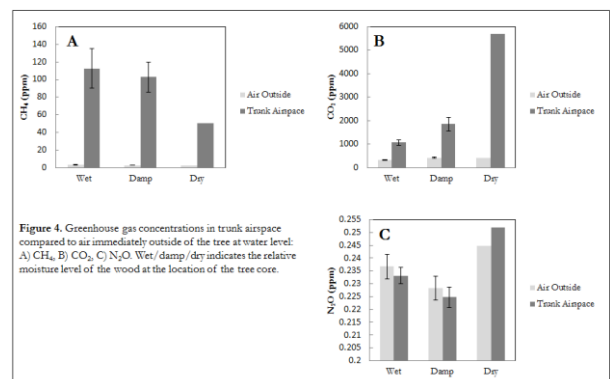 A
160
140
120
100
80
60
40
20
0
CH₄ (ppm)
Wet
Damp
Dry
Air Outside
Trunk Airspace
B
6000
5000
4000
3000
2000
1000
0
CO₂ (ppm)
Wet
Damp
Dry
Air Outside
Trunk Airspace
Figure 4. Greenhouse gas concentrations in trunk airspace
compared to air immediately outside of the tree at water level:
A) CH₄, B) CO₂, C) N₂O. Wet/damp/dry indicates the relative
moisture level of the wood at the location of the tree core.
C
0.255
0.25
0.245
0.24
0.235
0.23
0.225
0.22
0.215
0.21
0.205
0.2
N₂O (ppm)
Wet
Damp
Dry
Air Outside
Trunk Airspace